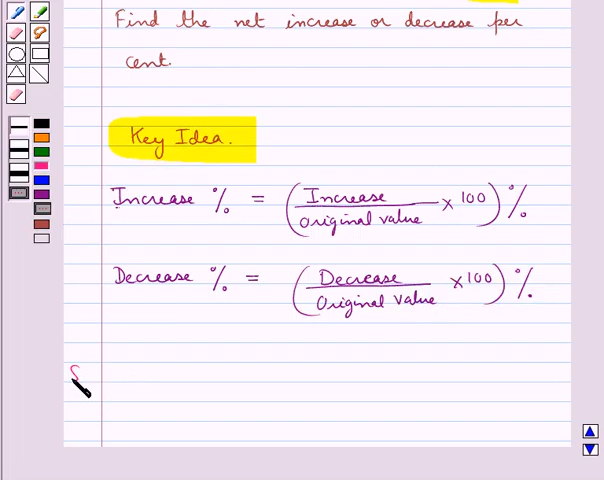 Find the net increase or decrease per
cent.
Key Idea.
Increase % = (Increase / original value × 100) %
Decrease % = (Decrease / Original value × 100) %
S